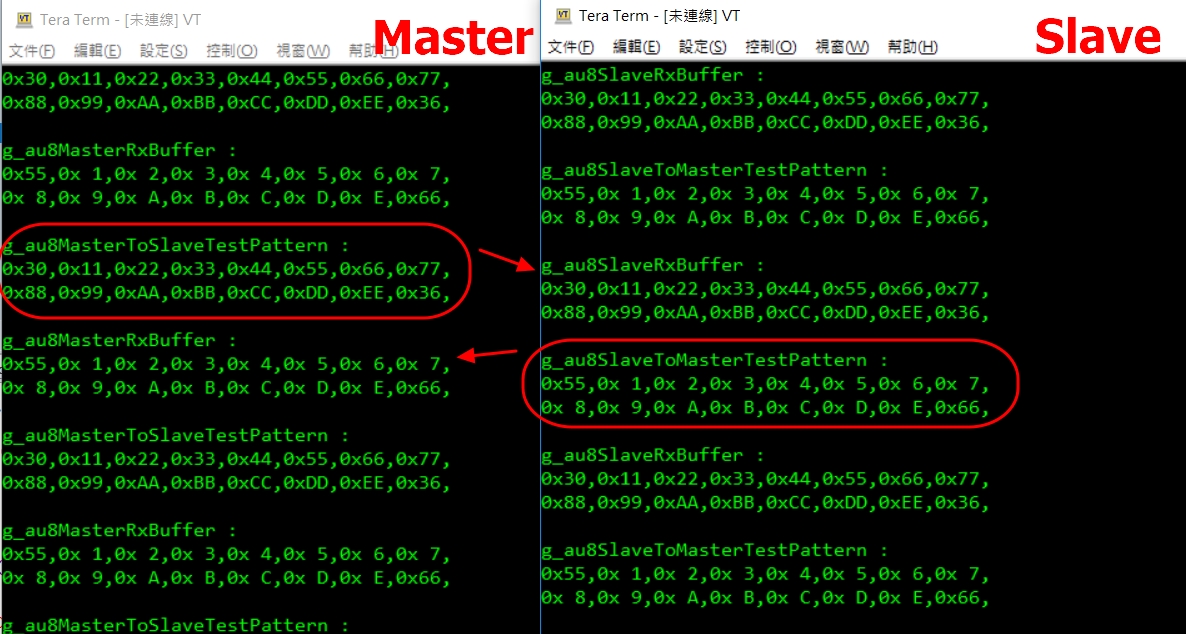 Tera Term - [未連線] VT
Master
文件(F) 編輯(E) 設定(S) 控制(O) 視窗(W) 幫助(H)
0x30,0x11,0x22,0x33,0x44,0x55,0x66,0x77,
0x88,0x99,0xAA,0xBB,0xCC,0xDD,0xEE,0x36,
g_au8MasterRxBuffer :
0x55,0x 1,0x 2,0x 3,0x 4,0x 5,0x 6,0x 7,
0x 8,0x 9,0x A,0x B,0x C,0x D,0x E,0x66,
g_au8MasterToSlaveTestPattern :
0x30,0x11,0x22,0x33,0x44,0x55,0x66,0x77,
0x88,0x99,0xAA,0xBB,0xCC,0xDD,0xEE,0x36,
g_au8MasterRxBuffer :
0x55,0x 1,0x 2,0x 3,0x 4,0x 5,0x 6,0x 7,
0x 8,0x 9,0x A,0x B,0x C,0x D,0x E,0x66,
g_au8MasterToSlaveTestPattern :
0x30,0x11,0x22,0x33,0x44,0x55,0x66,0x77,
0x88,0x99,0xAA,0xBB,0xCC,0xDD,0xEE,0x36,
g_au8MasterRxBuffer :
0x55,0x 1,0x 2,0x 3,0x 4,0x 5,0x 6,0x 7,
0x 8,0x 9,0x A,0x B,0x C,0x D,0x E,0x66,
g_au8MasterToSlaveTestPattern :
Tera Term - [未連線] VT
Slave
文件(F) 編輯(E) 設定(S) 控制(O) 視窗(W) 幫助(H)
g_au8SlaveRxBuffer :
0x30,0x11,0x22,0x33,0x44,0x55,0x66,0x77,
0x88,0x99,0xAA,0xBB,0xCC,0xDD,0xEE,0x36,
g_au8SlaveToMasterTestPattern :
0x55,0x 1,0x 2,0x 3,0x 4,0x 5,0x 6,0x 7,
0x 8,0x 9,0x A,0x B,0x C,0x D,0x E,0x66,
g_au8SlaveRxBuffer :
0x30,0x11,0x22,0x33,0x44,0x55,0x66,0x77,
0x88,0x99,0xAA,0xBB,0xCC,0xDD,0xEE,0x36,
g_au8SlaveToMasterTestPattern :
0x55,0x 1,0x 2,0x 3,0x 4,0x 5,0x 6,0x 7,
0x 8,0x 9,0x A,0x B,0x C,0x D,0x E,0x66,
g_au8SlaveRxBuffer :
0x30,0x11,0x22,0x33,0x44,0x55,0x66,0x77,
0x88,0x99,0xAA,0xBB,0xCC,0xDD,0xEE,0x36,
g_au8SlaveToMasterTestPattern :
0x55,0x 1,0x 2,0x 3,0x 4,0x 5,0x 6,0x 7,
0x 8,0x 9,0x A,0x B,0x C,0x D,0x E,0x66,